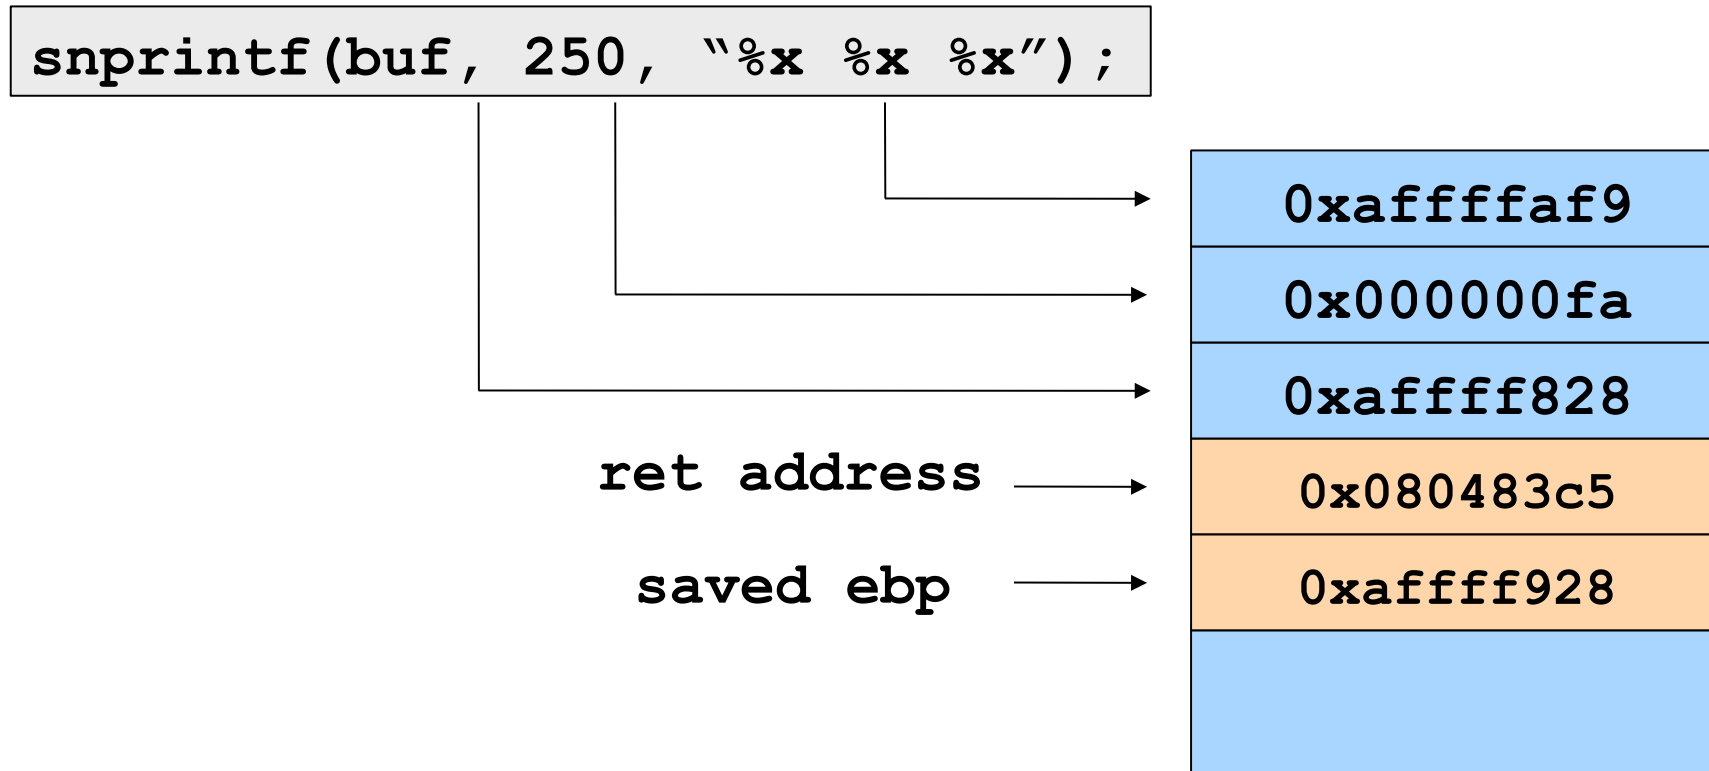 snprintf(buf, 250, “%x %x %x”);
0xaffffaf9
0x000000fa
0xaffff828
ret address
0x080483c5
saved ebp
0xaffff928